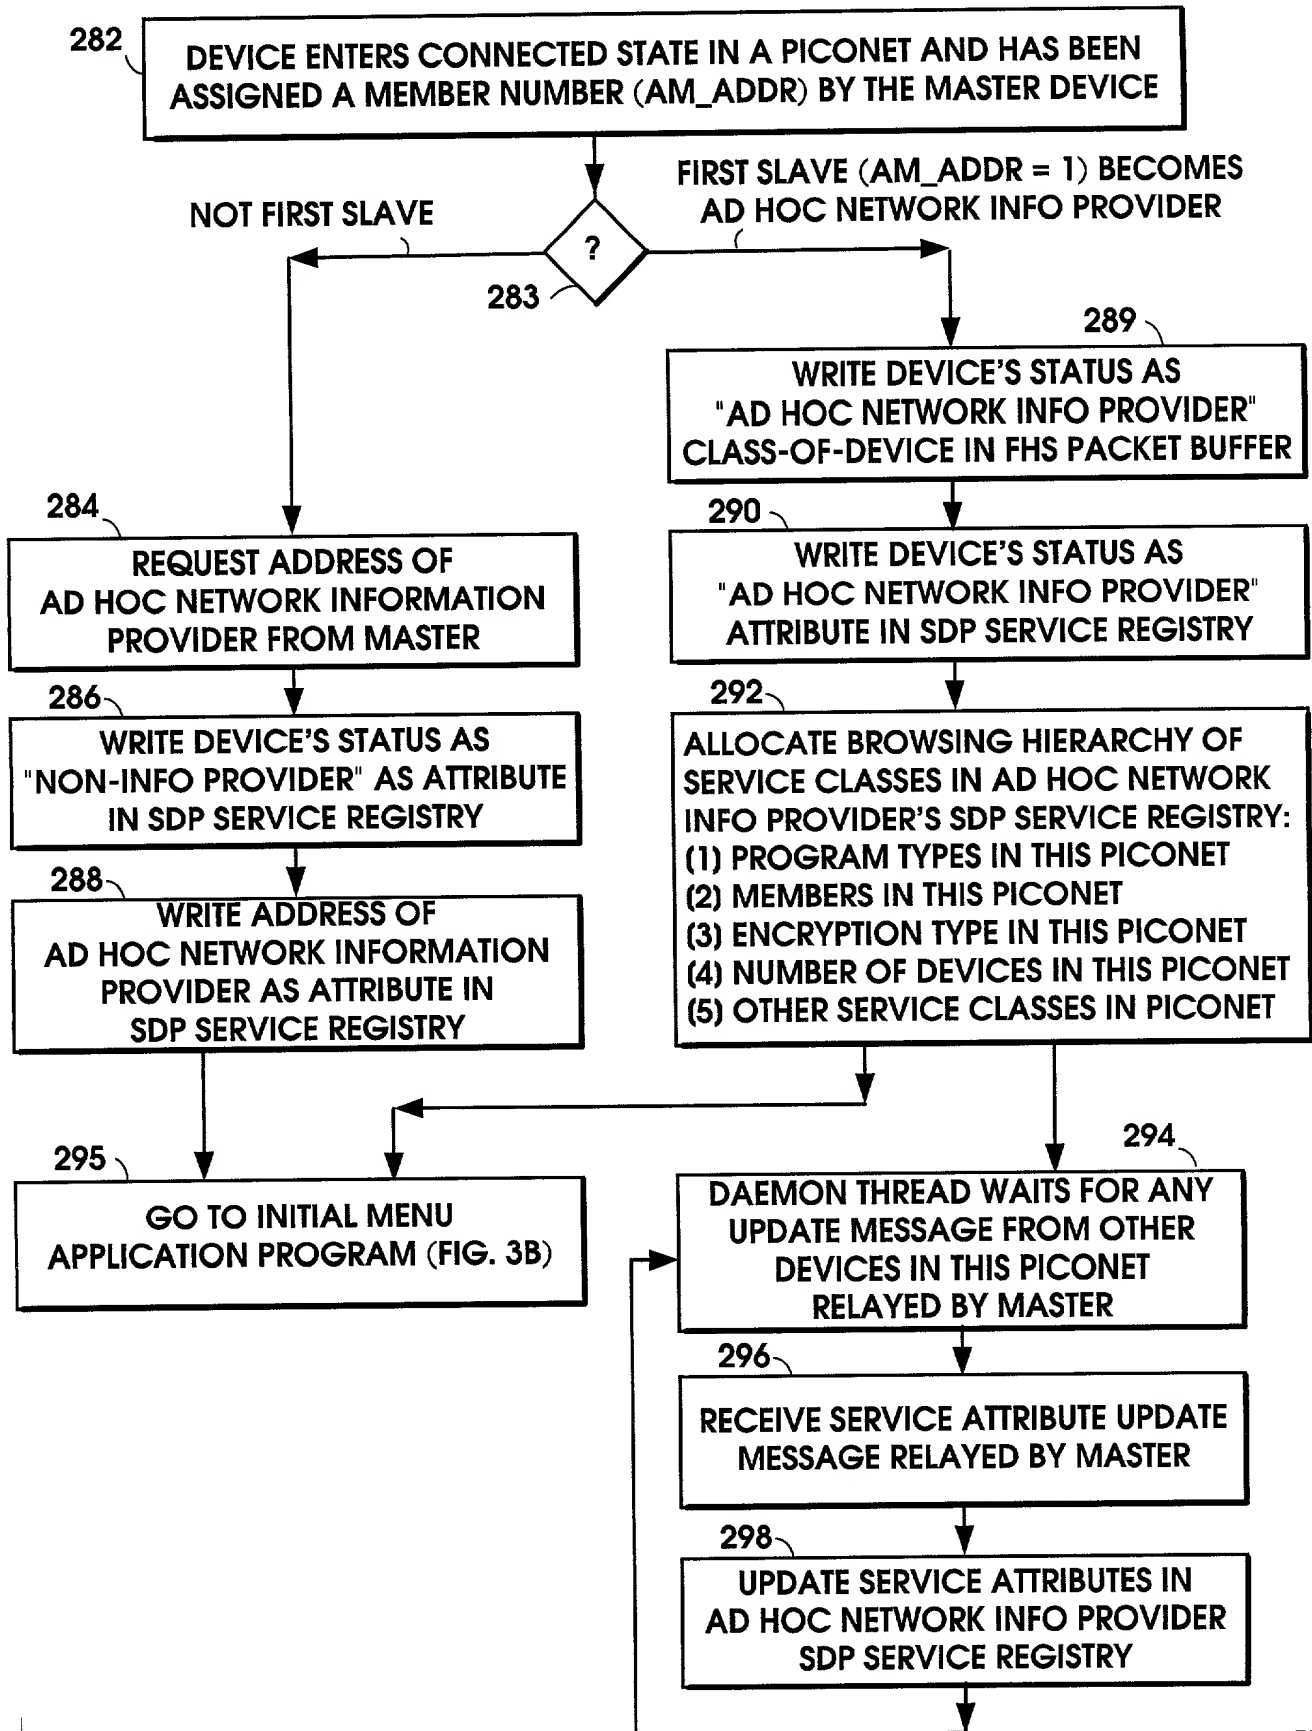 282
DEVICE ENTERS CONNECTED STATE IN A PICONET AND HAS BEEN
ASSIGNED A MEMBER NUMBER (AM_ADDR) BY THE MASTER DEVICE
FIRST SLAVE (AM_ADDR = 1) BECOMES
AD HOC NETWORK INFO PROVIDER
NOT FIRST SLAVE
?
283
289
WRITE DEVICE'S STATUS AS
"AD HOC NETWORK INFO PROVIDER"
CLASS-OF-DEVICE IN FHS PACKET BUFFER
284
REQUEST ADDRESS OF
AD HOC NETWORK INFORMATION
PROVIDER FROM MASTER
290
WRITE DEVICE'S STATUS AS
"AD HOC NETWORK INFO PROVIDER"
ATTRIBUTE IN SDP SERVICE REGISTRY
286
WRITE DEVICE'S STATUS AS
"NON-INFO PROVIDER" AS ATTRIBUTE
IN SDP SERVICE REGISTRY
292
ALLOCATE BROWSING HIERARCHY OF
SERVICE CLASSES IN AD HOC NETWORK
INFO PROVIDER'S SDP SERVICE REGISTRY:
(1) PROGRAM TYPES IN THIS PICONET
(2) MEMBERS IN THIS PICONET
(3) ENCRYPTION TYPE IN THIS PICONET
(4) NUMBER OF DEVICES IN THIS PICONET
(5) OTHER SERVICE CLASSES IN PICONET
288
WRITE ADDRESS OF
AD HOC NETWORK INFORMATION
PROVIDER AS ATTRIBUTE IN
SDP SERVICE REGISTRY
295
GO TO INITIAL MENU
APPLICATION PROGRAM (FIG. 3B)
294
DAEMON THREAD WAITS FOR ANY
UPDATE MESSAGE FROM OTHER
DEVICES IN THIS PICONET
RELAYED BY MASTER
296
RECEIVE SERVICE ATTRIBUTE UPDATE
MESSAGE RELAYED BY MASTER
298
UPDATE SERVICE ATTRIBUTES IN
AD HOC NETWORK INFO PROVIDER
SDP SERVICE REGISTRY